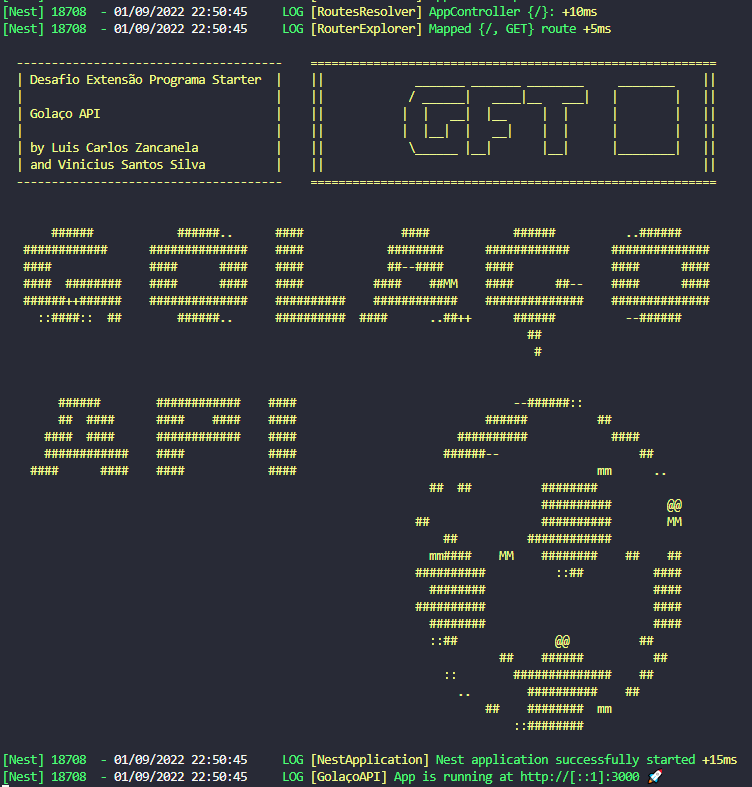 [Nest] 18708  - 01/09/2022 22:50:45     LOG [RoutesResolver] AppController {/}: +10ms
[Nest] 18708  - 01/09/2022 22:50:45     LOG [RouterExplorer] Mapped {/, GET} route +5ms
Desafio Extensão Programa Starter
Golaço API
by Luis Carlos Zancanela
and Vinicius Santos Silva
GFT
GOLAÇO
API
[Nest] 18708  - 01/09/2022 22:50:45     LOG [NestApplication] Nest application successfully started +15ms
[Nest] 18708  - 01/09/2022 22:50:45     LOG [GolaçoAPI] App is running at http://[::1]:3000 🚀